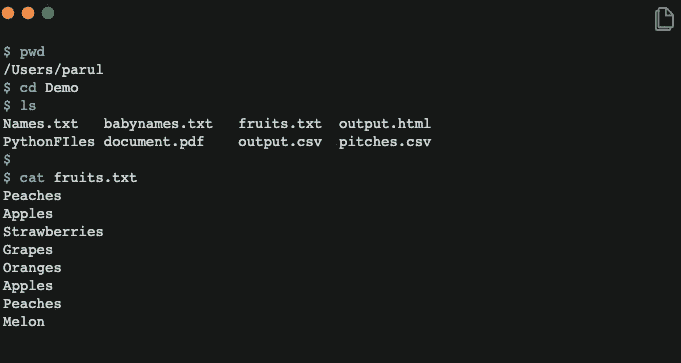 $ pwd
/Users/parul
$ cd Demo
$ ls
Names.txt   babynames.txt   fruits.txt  output.html
PythonFIles document.pdf    output.csv  pitches.csv
$
$ cat fruits.txt
Peaches
Apples
Strawberries
Grapes
Oranges
Apples
Peaches
Melon